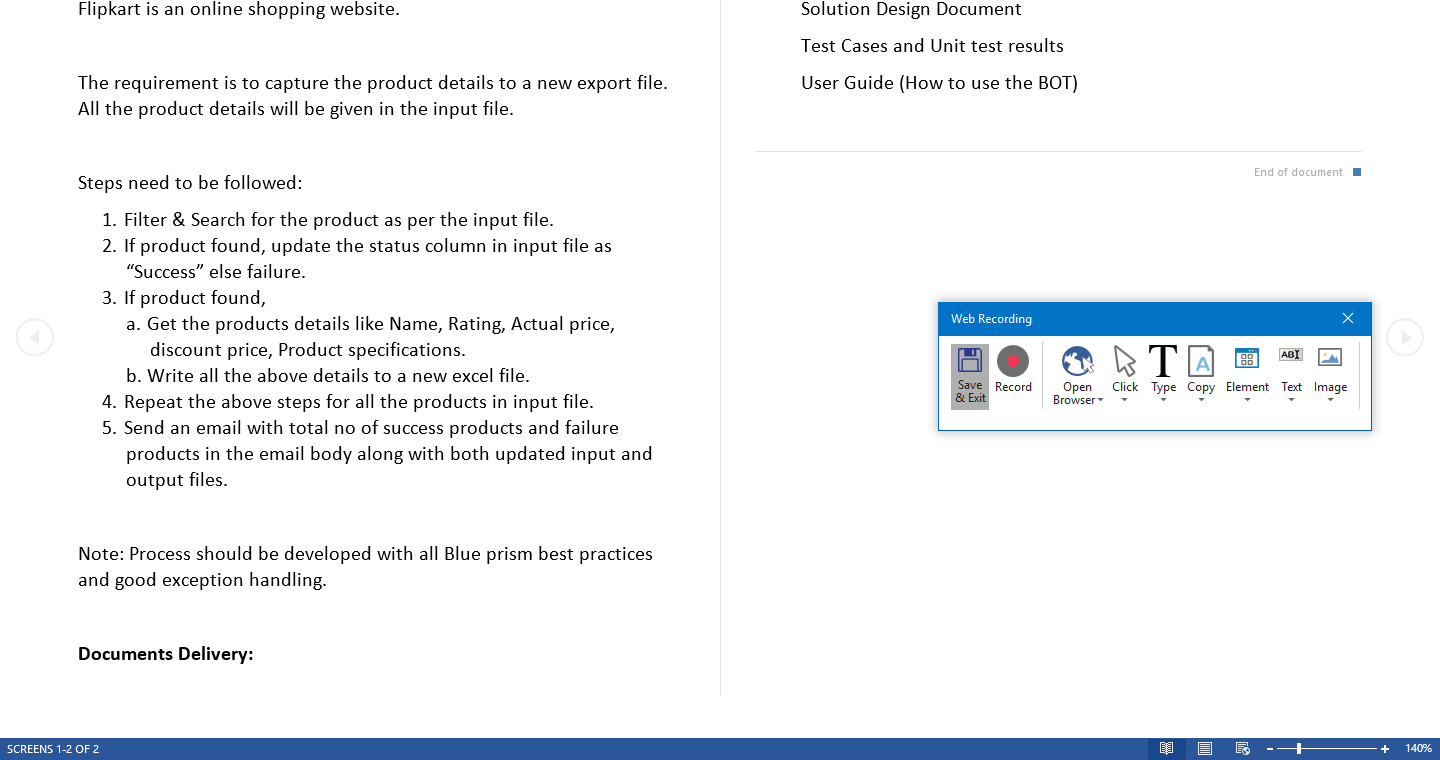 Flipkart is an online shopping website.
The requirement is to capture the product details to a new export file.
All the product details will be given in the input file.
Steps need to be followed:
1. Filter & Search for the product as per the input file.
2. If product found, update the status column in input file as
“Success” else failure.
3. If product found,
a. Get the products details like Name, Rating, Actual price,
discount price, Product specifications.
b. Write all the above details to a new excel file.
4. Repeat the above steps for all the products in input file.
5. Send an email with total no of success products and failure
products in the email body along with both updated input and
output files.
Note: Process should be developed with all Blue prism best practices
and good exception handling.
Documents Delivery:
Solution Design Document
Test Cases and Unit test results
User Guide (How to use the BOT)
End of document
Web Recording
Save
& Exit
Record
Open
Browser
Click
T
Type
A
Copy
Element
AB
Text
Image
SCREENS 1-2 OF 2
140%